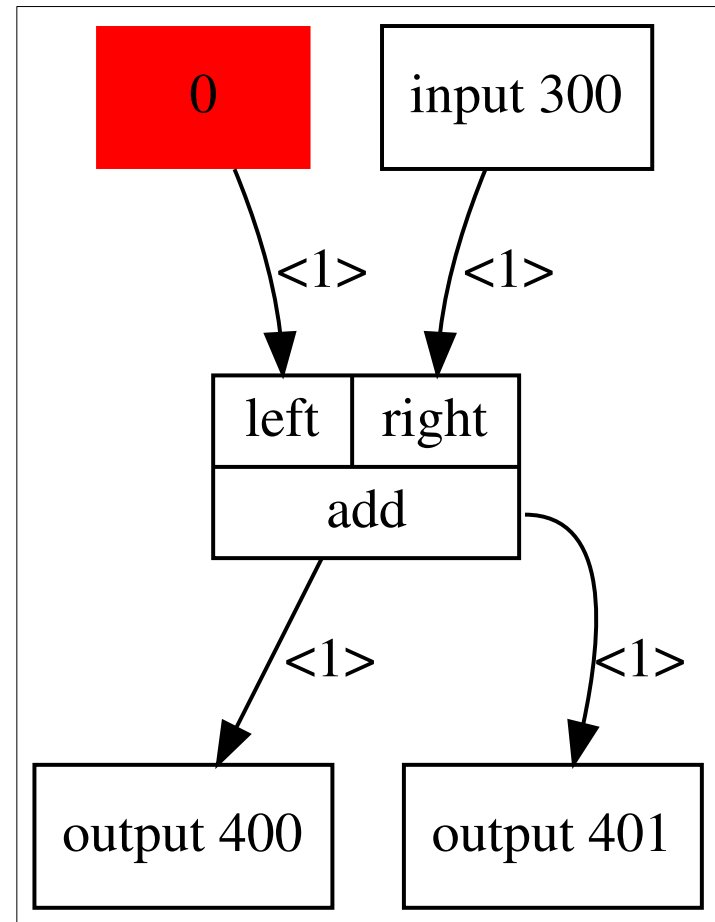 0
input 300
<1>
<1>
left
right
add
<1>
<1>
output 400
output 401